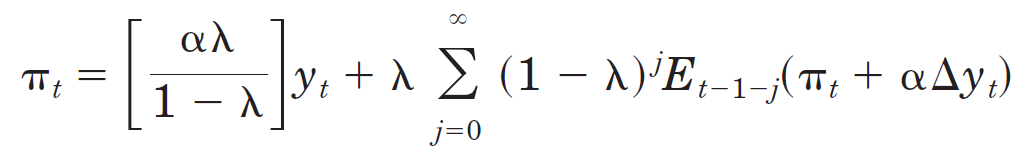 π_t = [αλ / (1 − λ)] y_t + λ ∑_{j=0}^{∞} (1 − λ)^j E_{t−1−j}(π_t + αΔy_t)